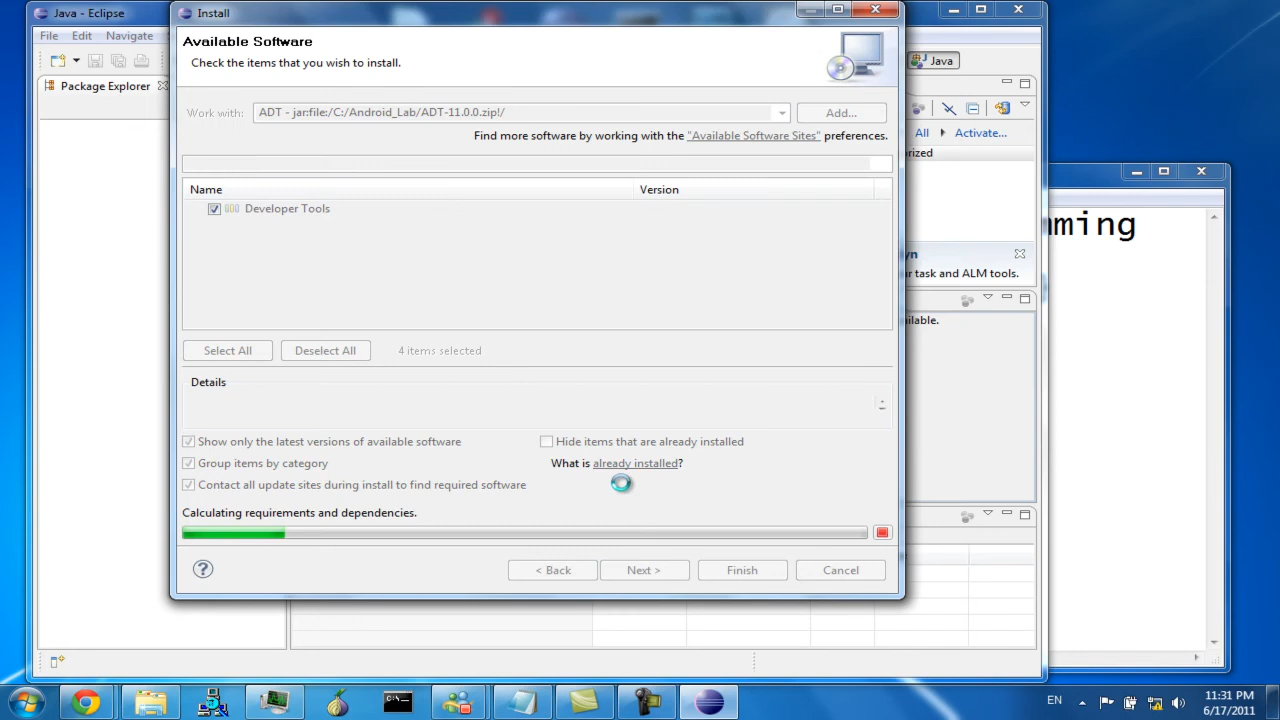 Java - Eclipse
File Edit Navigate
Package Explorer
Install
Available Software
Check the items that you wish to install.
Work with: ADT - jar:file:/C:/Android_Lab/ADT-11.0.0.zip!/ Add...
Find more software by working with the "Available Software Sites" preferences.
Name Version
Developer Tools
Select All Deselect All 4 items selected
Details
Show only the latest versions of available software Hide items that are already installed
Group items by category What is already installed?
Contact all update sites during install to find required software
Calculating requirements and dependencies.
< Back Next > Finish Cancel
Java
All Activate...
rized
yn
ur task and ALM tools.
ilable.
ming
EN
11:31 PM
6/17/2011